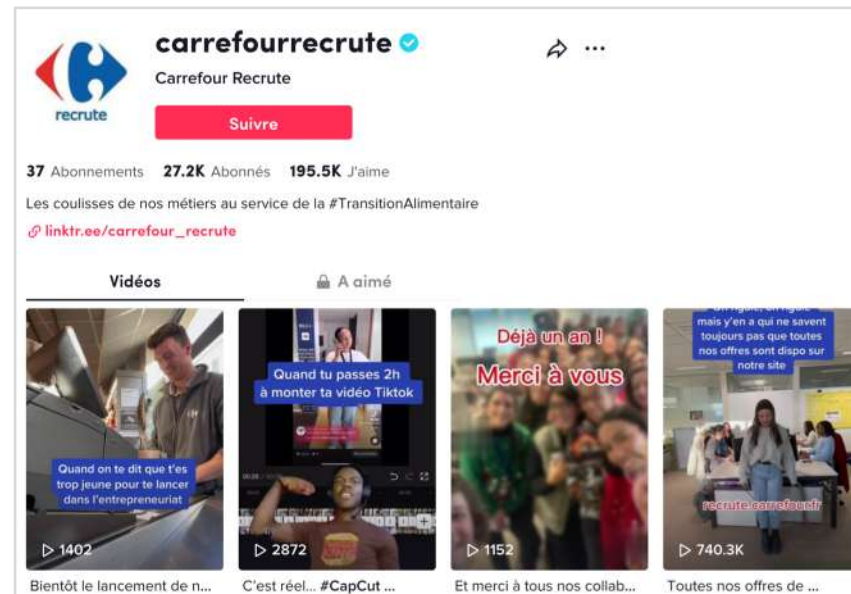 carrefourrecrute
Carrefour Recrute
recrute
Suivre
37 Abonnements 27.2K Abonnés 195.5K J'aime
Les coulisses de nos métiers au service de la #TransitionAlimentaire
linktr.ee/carrefour_recrute
Vidéos A aimé
Quand on te dit que t'es
trop jeune pour te lancer
dans l'entrepreneuriat
1402
Bientôt le lancement de n...
Quand tu passes 2h
à monter ta vidéo Tiktok
2872
C'est réel... #CapCut ...
Déjà un an !
Merci à vous
1152
Et merci à tous nos collab...
mais y'en a qui ne savent
toujours pas que toutes
nos offres sont dispo sur
notre site
recrute.carrefour.fr
740.3K
Toutes nos offres de ...